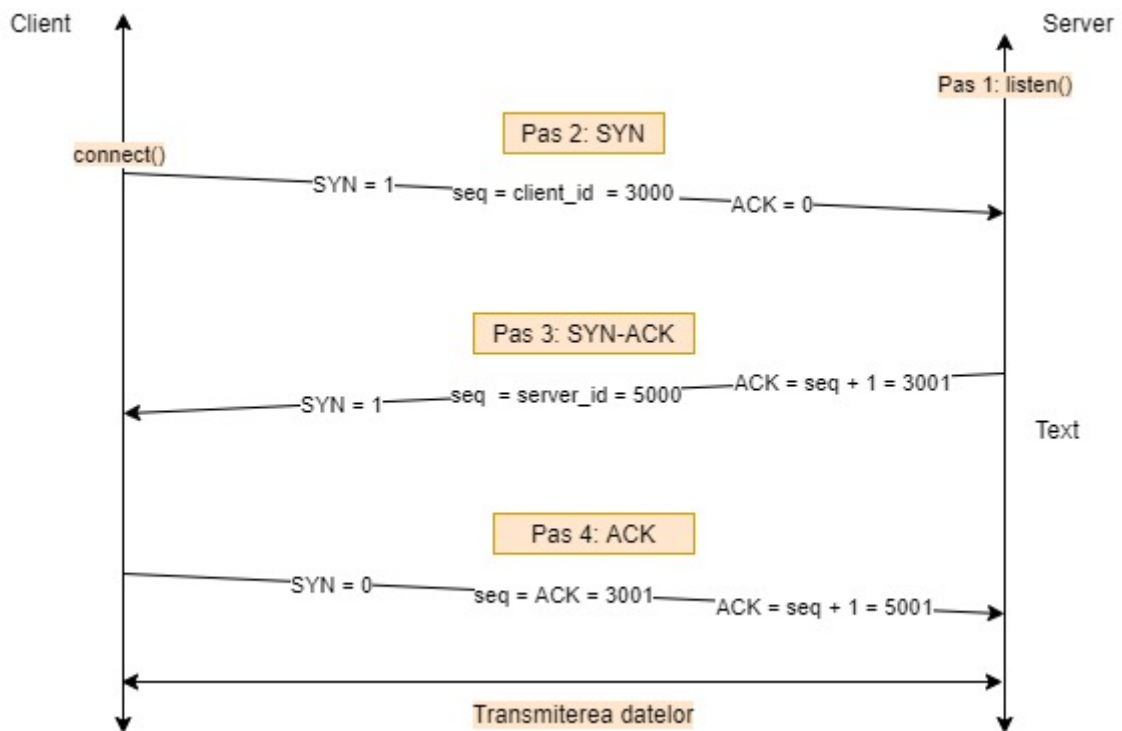 Client
Server
Pas 1: listen()
Pas 2: SYN
connect()
SYN = 1
seq = client_id = 3000
ACK = 0
Pas 3: SYN-ACK
ACK = seq + 1 = 3001
seq = server_id = 5000
SYN = 1
Text
Pas 4: ACK
SYN = 0
seq = ACK = 3001
ACK = seq + 1 = 5001
Transmiterea datelor